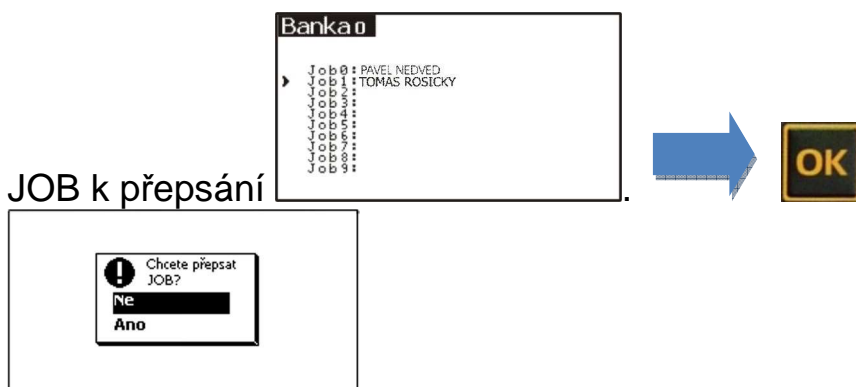 Banka 0
Job0: PAVEL NEDVED
Job1: TOMAS ROSICKY
Job2:
Job3:
Job4:
Job5:
Job6:
Job7:
Job8:
Job9:
JOB k přepsání .
OK
Chcete přepsat
JOB?
Ne
Ano